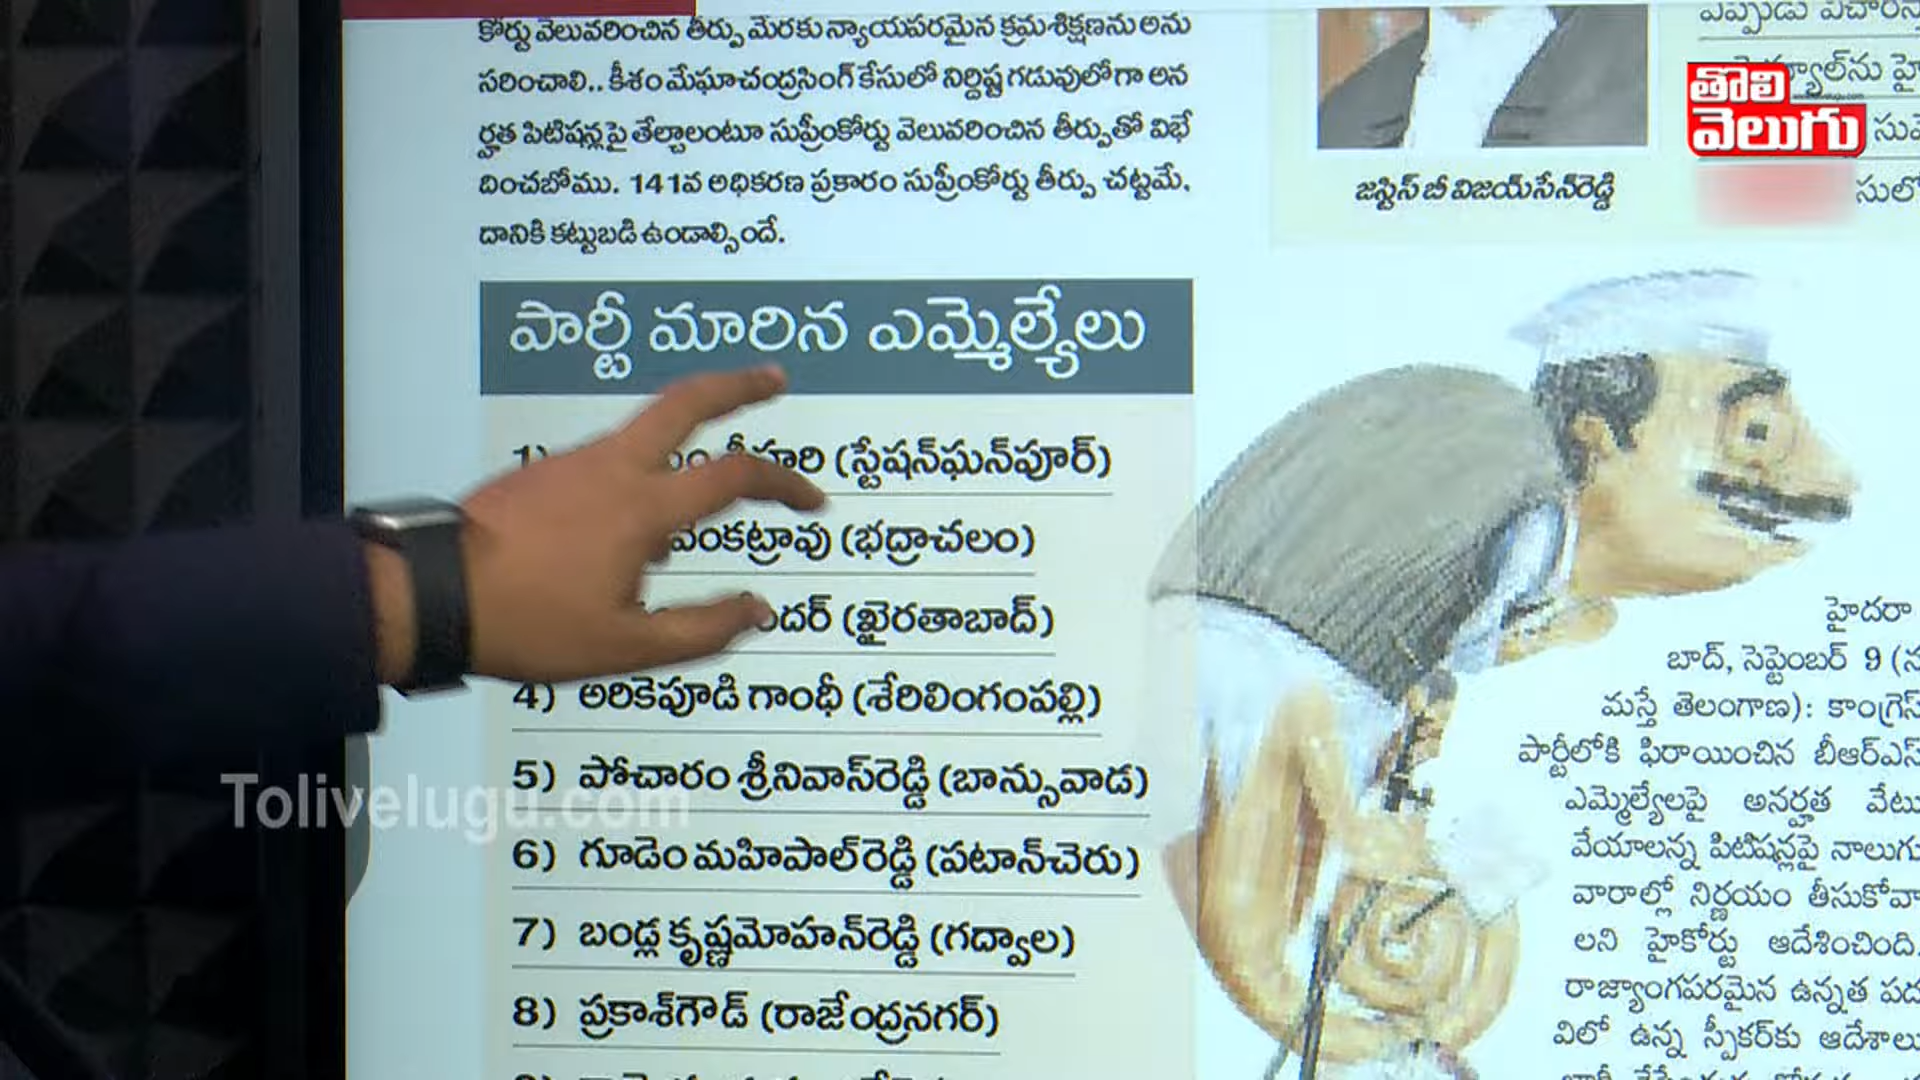 కోర్టు వెలువరించిన తీర్పు మేరకు న్యాయపరమైన క్రమశిక్షణను అను
సరించాలి.. కీశం మేఘాచంద్రసింగ్ కేసులో నిర్దిష్ట గడువులోగా అన
ర్హత పిటిషన్లపై తేల్చాలంటూ సుప్రీంకోర్టు వెలువరించిన తీర్పుతో విభే
దించబోము. 141వ అధికరణ ప్రకారం సుప్రీంకోర్టు తీర్పు చట్టమే.
దానికి కట్టుబడి ఉండాల్సిందే.
జస్టిస్ బీ విజయ్‌సేన్‌రెడ్డి
తొలి
వెలుగు
పార్టీ మారిన ఎమ్మెల్యేలు
(స్టేషన్‌ఘన్‌పూర్)
వెంకట్రావు (భద్రాచలం)
(ఖైరతాబాద్)
4) అరికెపూడి గాంధీ (శేరిలింగంపల్లి)
5) పోచారం శ్రీనివాస్‌రెడ్డి (బాన్సువాడ)
6) గూడెం మహిపాల్‌రెడ్డి (పటాన్‌చెరు)
7) బండ్ల కృష్ణమోహన్‌రెడ్డి (గద్వాల)
8) ప్రకాశ్‌గౌడ్ (రాజేంద్రనగర్)
Tolivelugu.com
హైదరా
బాద్, సెప్టెంబర్ 9 (న
మస్తే తెలంగాణ): కాంగ్రెస్
పార్టీలోకి ఫిరాయించిన బీఆర్ఎస్
ఎమ్మెల్యేలపై అనర్హత వేటు
వేయాలన్న పిటిషన్లపై నాలుగు
వారాల్లో నిర్ణయం తీసుకోవా
లని హైకోర్టు ఆదేశించింది.
రాజ్యాంగపరమైన ఉన్నత పద
విలో ఉన్న స్పీకర్‌కు ఆదేశాలు